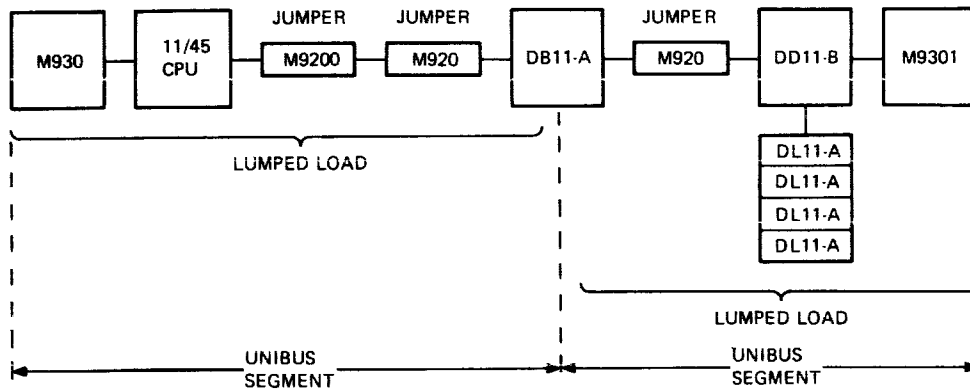 JUMPER
JUMPER
JUMPER
M930
11/45
CPU
M9200
M920
DB11-A
M920
DD11-B
M9301
DL11-A
DL11-A
DL11-A
DL11-A
LUMPED LOAD
LUMPED LOAD
UNIBUS
SEGMENT
UNIBUS
SEGMENT